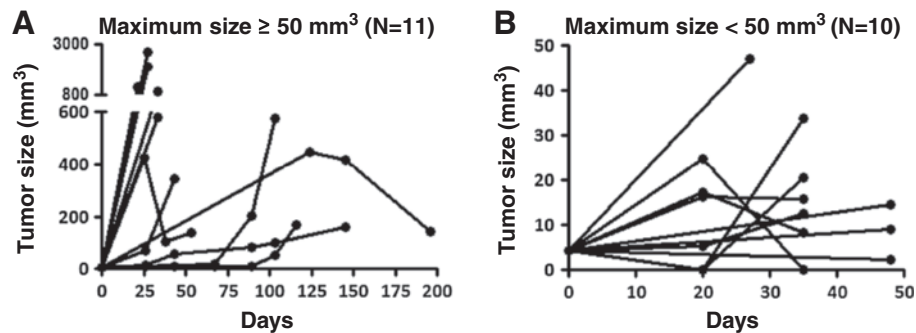 A Maximum size ≥ 50 mm³ (N=11)
Tumor size (mm³)
3000
800
600
400
200
0
0 25 50 75 100 125 150 175 200
Days
B Maximum size < 50 mm³ (N=10)
Tumor size (mm³)
50
40
30
20
10
0
0 10 20 30 40 50
Days